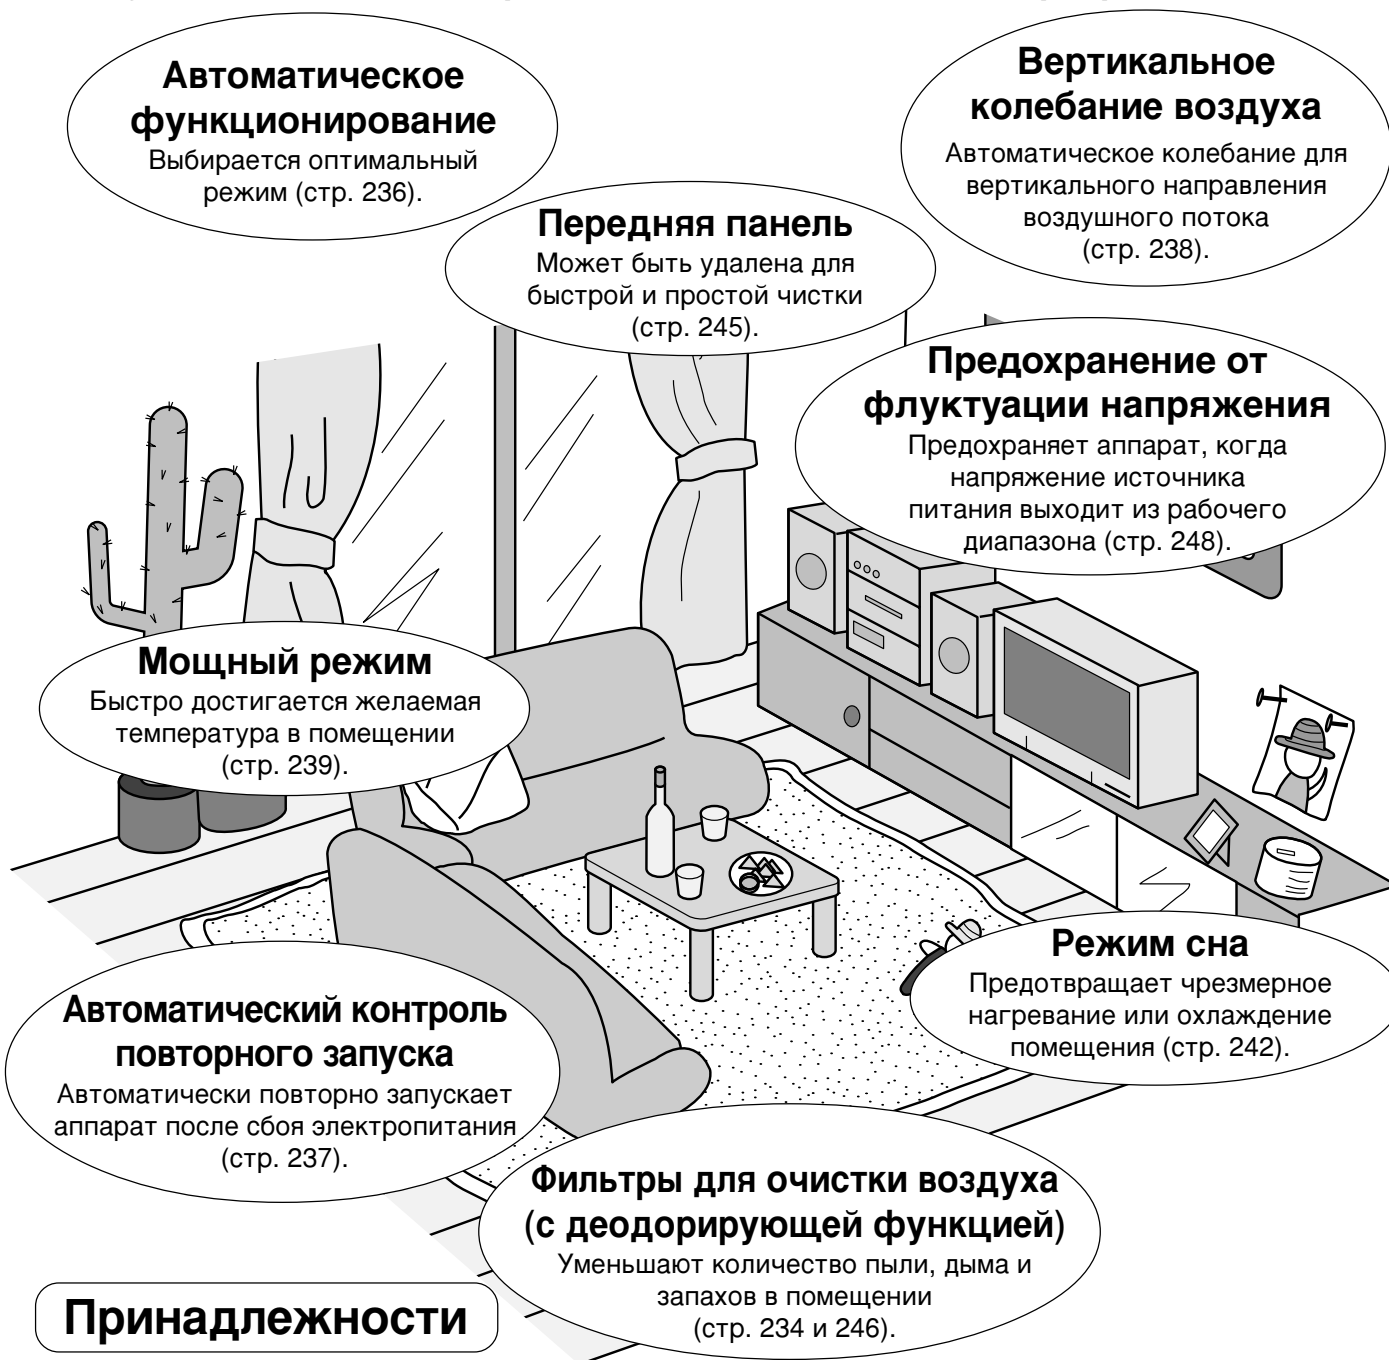 Автоматическое
функционирование
Выбирается оптимальный
режим (стр. 236).
Вертикальное
колебание воздуха
Автоматическое колебание для
вертикального направления
воздушного потока
(стр. 238).
Передняя панель
Может быть удалена для
быстрой и простой чистки
(стр. 245).
Предохранение от
флуктуации напряжения
Предохраняет аппарат, когда
напряжение источника
питания выходит из рабочего
диапазона (стр. 248).
Мощный режим
Быстро достигается желаемая
температура в помещении
(стр. 239).
Режим сна
Предотвращает чрезмерное
нагревание или охлаждение
помещения (стр. 242).
Автоматический контроль
повторного запуска
Автоматически повторно запускает
аппарат после сбоя электропитания
(стр. 237).
Фильтры для очистки воздуха
(с деодорирующей функцией)
Уменьшают количество пыли, дыма и
запахов в помещении
(стр. 234 и 246).
Принадлежности